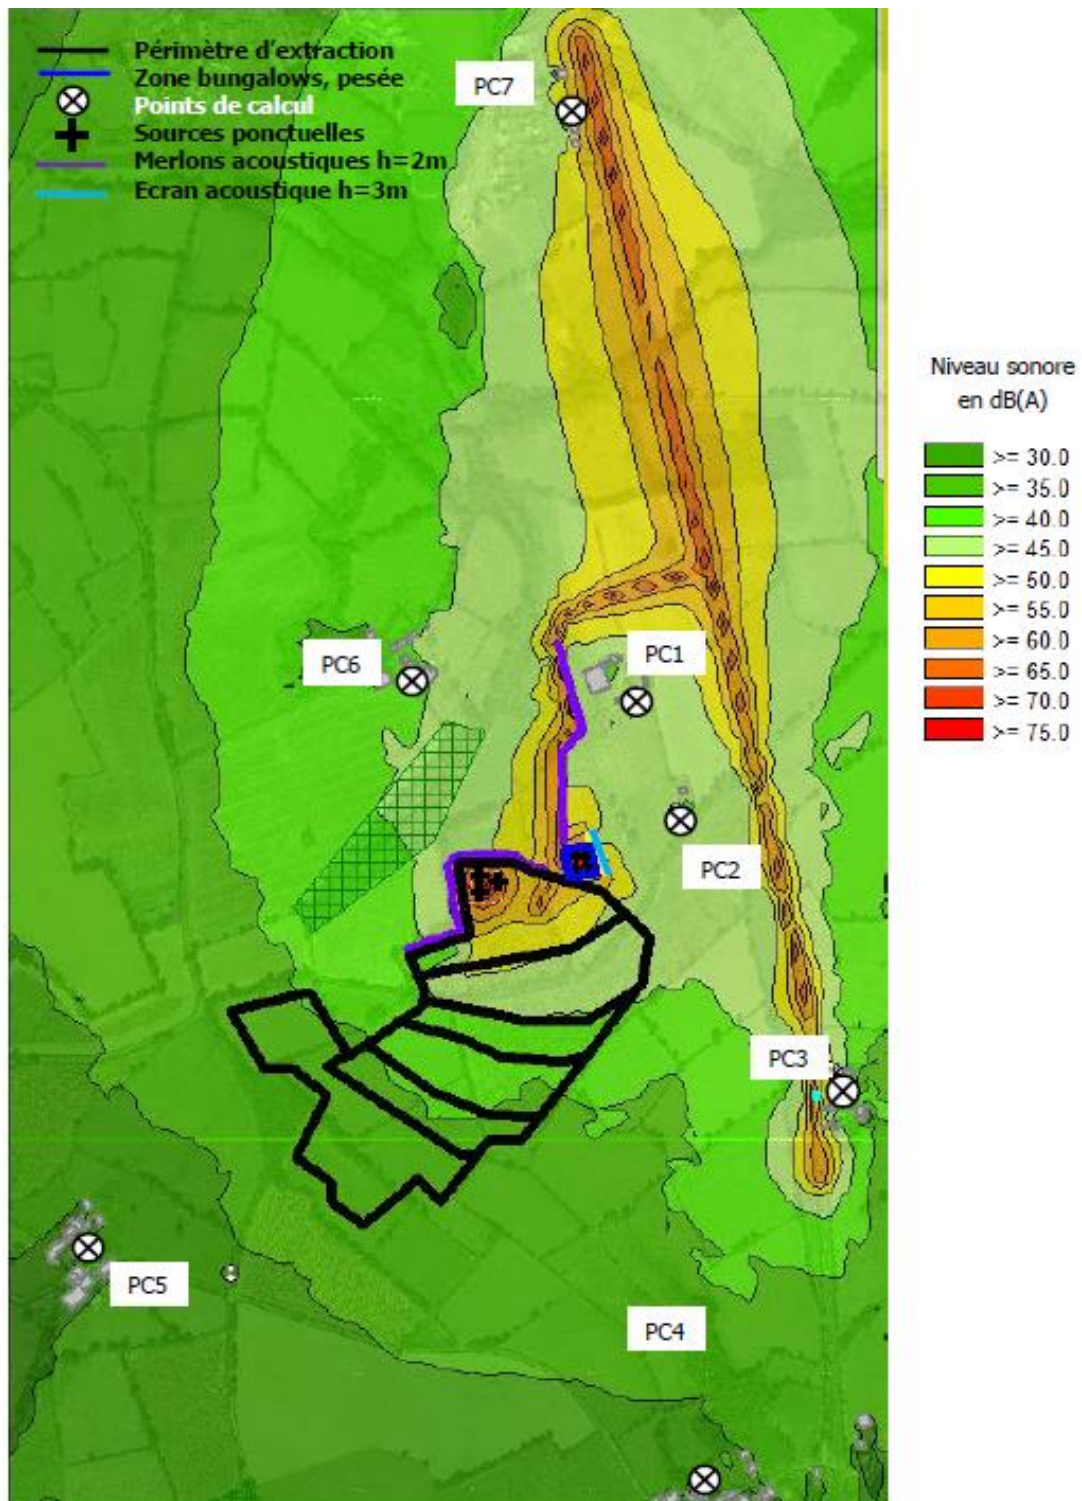 Périmètre d'extraction
Zone bungalows, pesée
Points de calcul
Sources ponctuelles
Merlons acoustiques h=2m
Ecran acoustique h=3m
PC7
PC6
PC1
PC2
PC3
PC5
PC4
Niveau sonore
en dB(A)
>= 30.0
>= 35.0
>= 40.0
>= 45.0
>= 50.0
>= 55.0
>= 60.0
>= 65.0
>= 70.0
>= 75.0